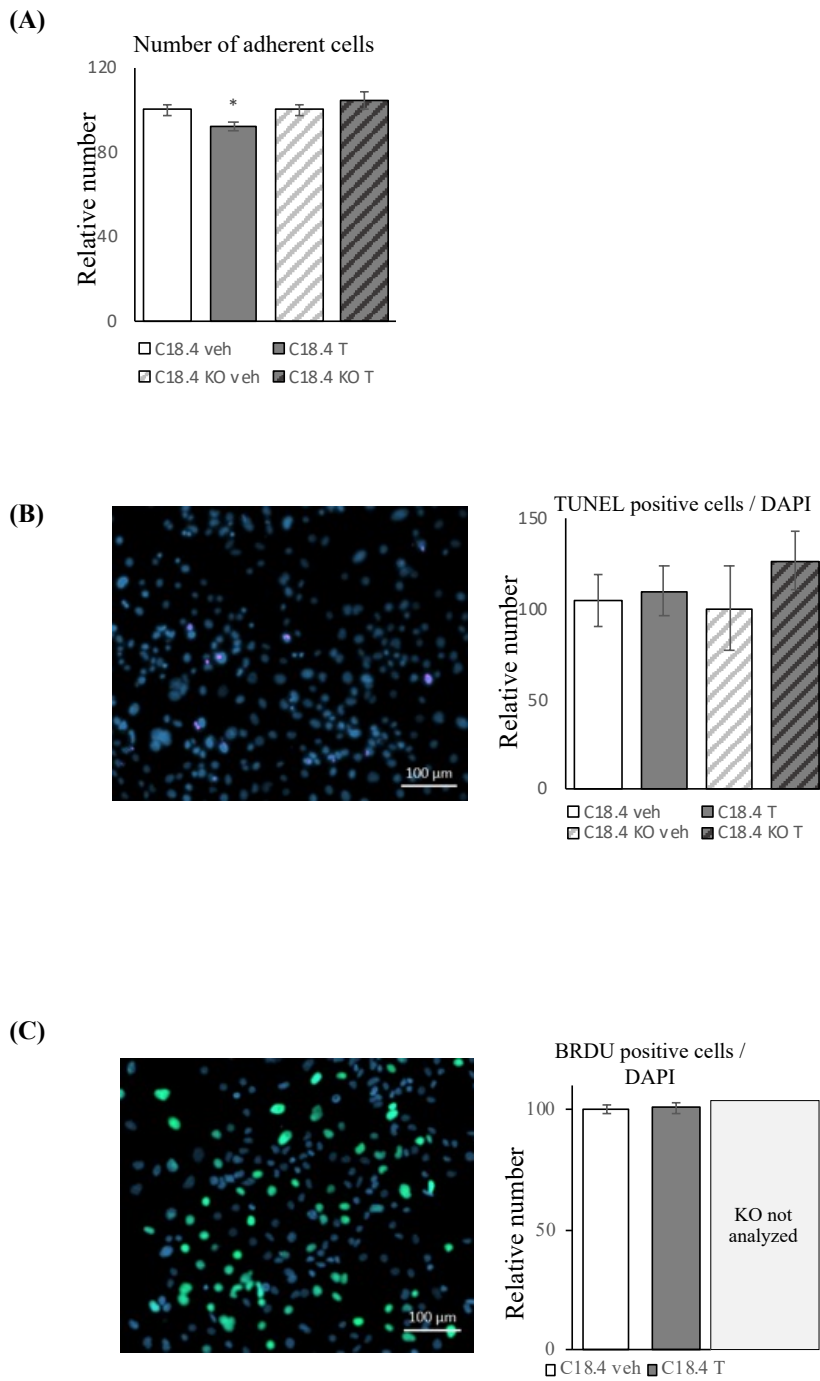 (A)
Number of adherent cells
120
80
40
0
Relative number
*
C18.4 veh
C18.4 T
C18.4 KO veh
C18.4 KO T
(B)
100 µm
TUNEL positive cells / DAPI
150
100
50
0
Relative number
C18.4 veh
C18.4 T
C18.4 KO veh
C18.4 KO T
(C)
100 µm
BRDU positive cells /
DAPI
100
50
0
Relative number
KO not
analyzed
C18.4 veh
C18.4 T